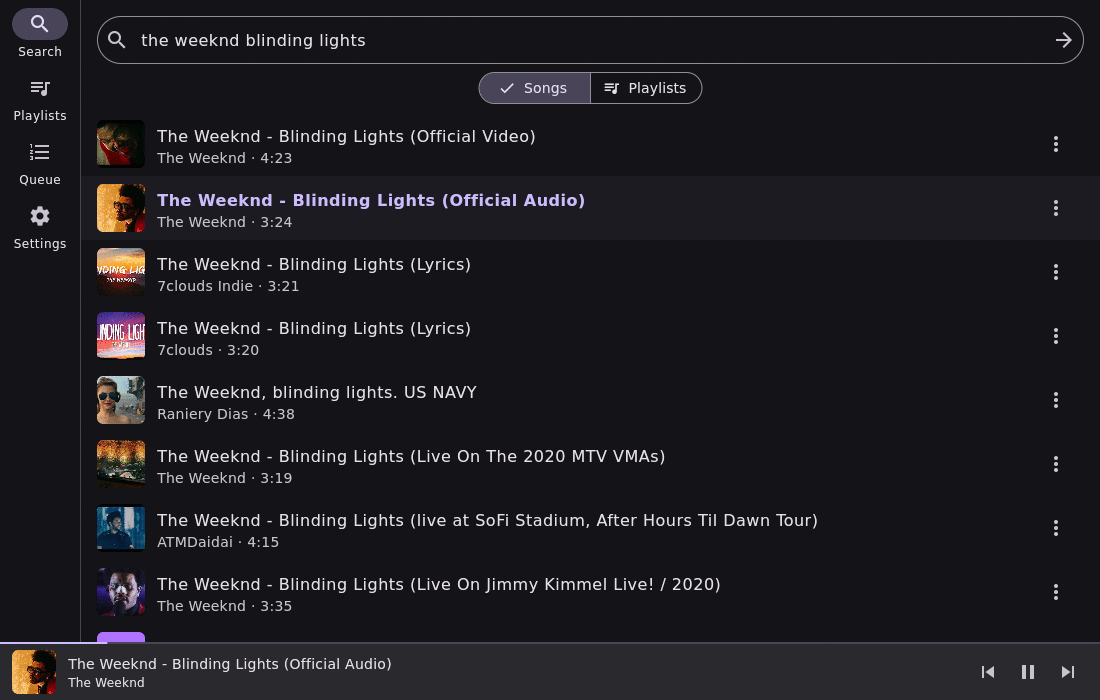 Search
Playlists
Queue
Settings
the weeknd blinding lights
Songs
Playlists
The Weeknd - Blinding Lights (Official Video)
The Weeknd · 4:23
The Weeknd - Blinding Lights (Official Audio)
The Weeknd · 3:24
The Weeknd - Blinding Lights (Lyrics)
7clouds Indie · 3:21
The Weeknd - Blinding Lights (Lyrics)
7clouds · 3:20
The Weeknd, blinding lights. US NAVY
Raniery Dias · 4:38
The Weeknd - Blinding Lights (Live On The 2020 MTV VMAs)
The Weeknd · 3:19
The Weeknd - Blinding Lights (live at SoFi Stadium, After Hours Til Dawn Tour)
ATMDaidai · 4:15
The Weeknd - Blinding Lights (Live On Jimmy Kimmel Live! / 2020)
The Weeknd · 3:35
The Weeknd - Blinding Lights (Official Audio)
The Weeknd